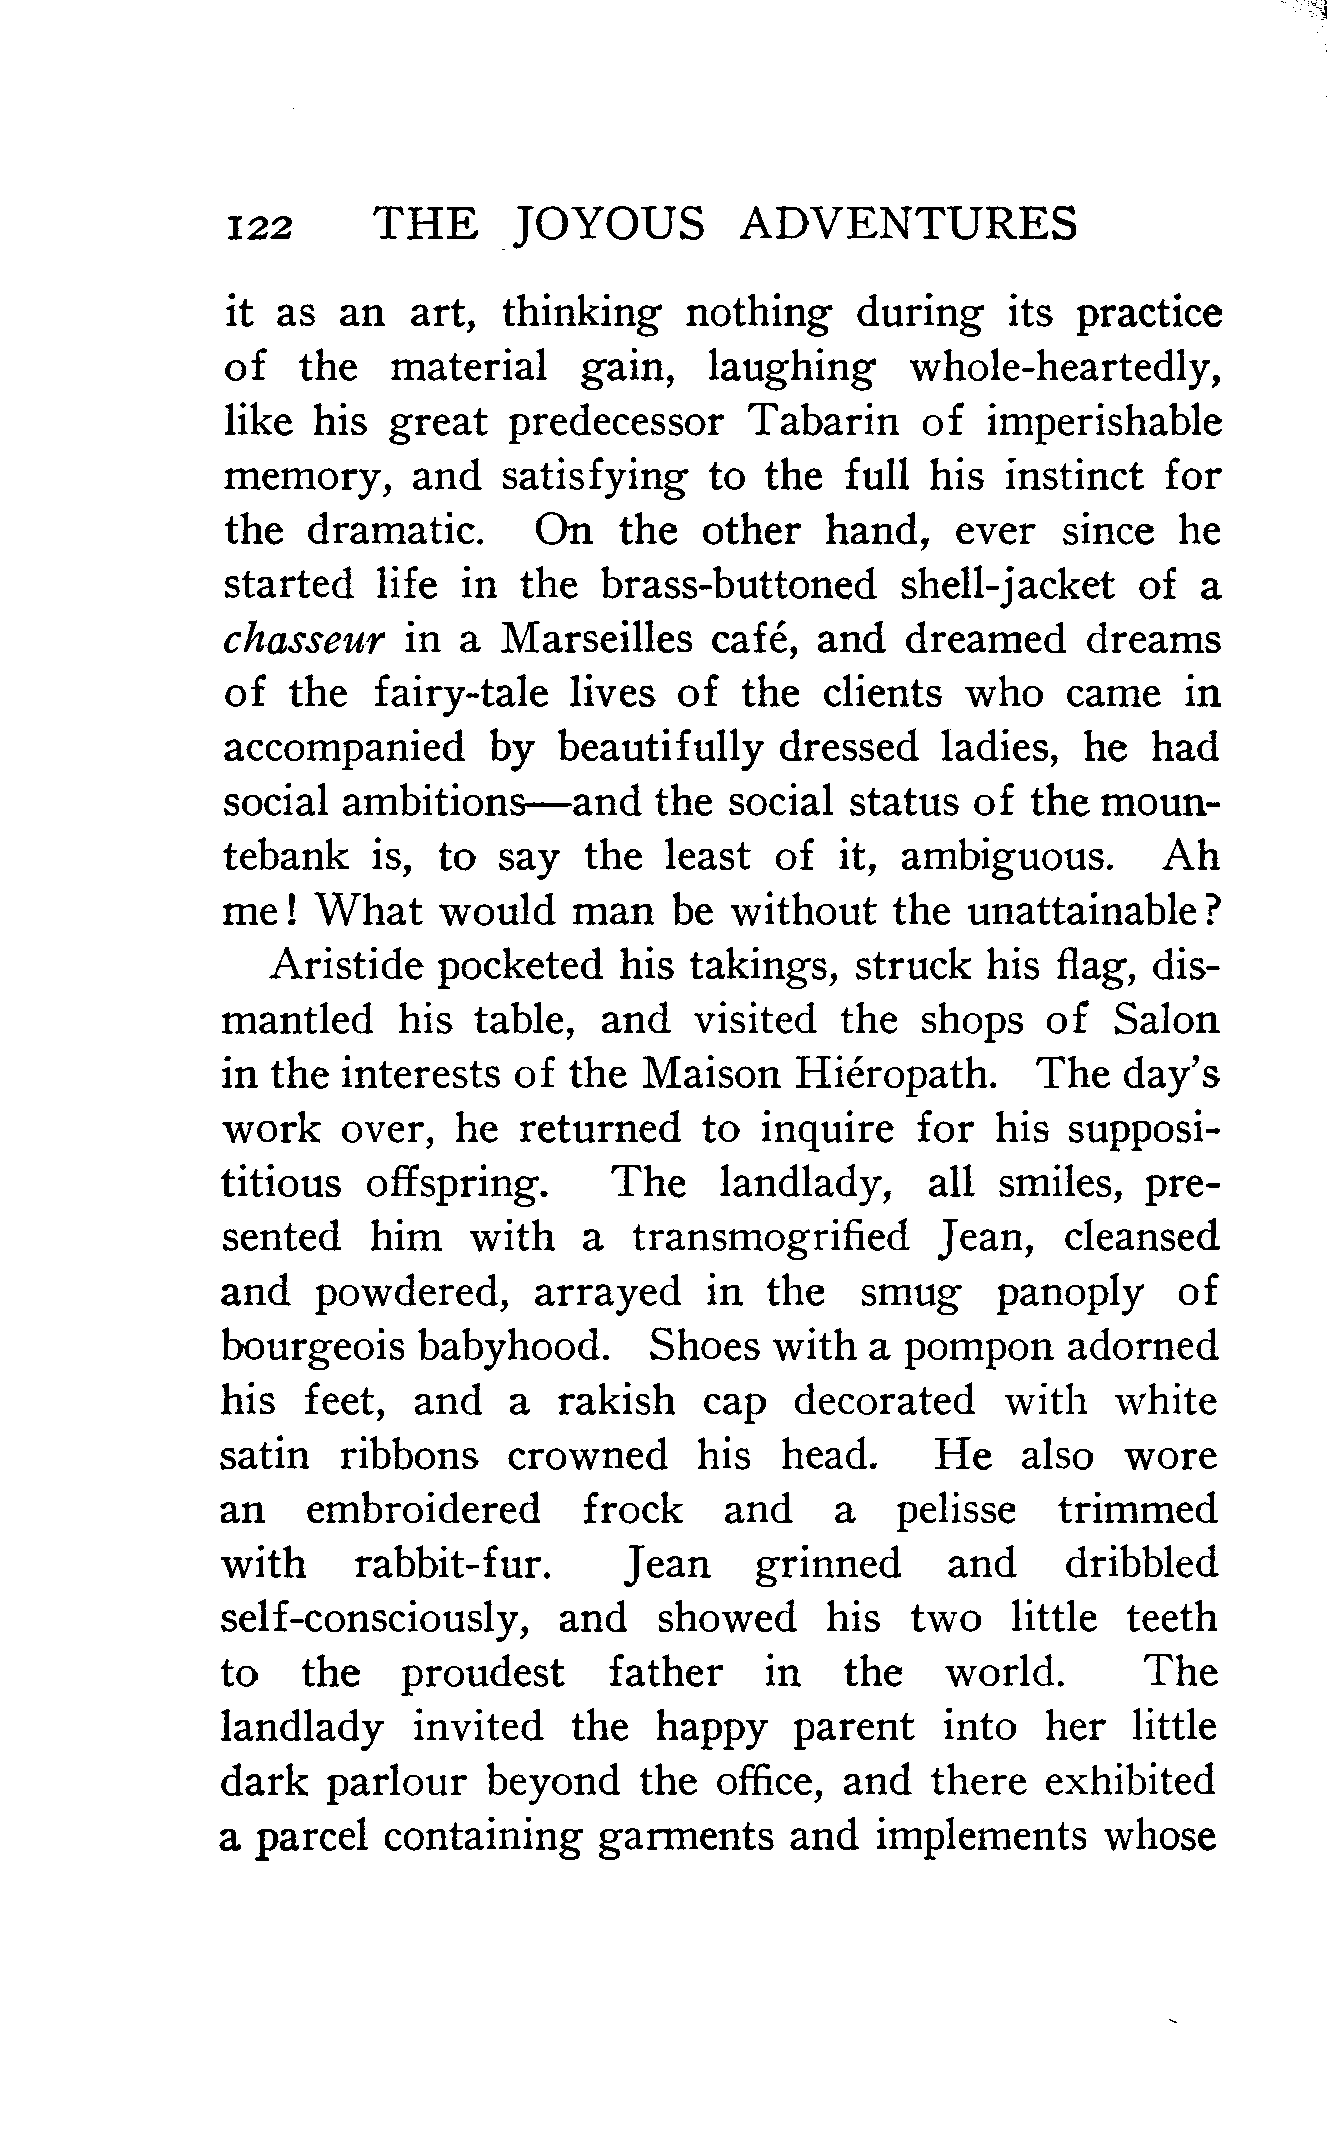 122 THE JOYOUS ADVENTURES
it as an art, thinking nothing during its practice
of the material gain, laughing whole-heartedly,
like his great predecessor Tabarin of imperishable
memory, and satisfying to the full his instinct for
the dramatic. On the other hand, ever since he
started life in the brass-buttoned shell-jacket of a
chasseur in a Marseilles café, and dreamed dreams
of the fairy-tale lives of the clients who came in
accompanied by beautifully dressed ladies, he had
social ambitions—and the social status of the moun-
tebank is, to say the least of it, ambiguous. Ah
me! What would man be without the unattainable?
Aristide pocketed his takings, struck his flag, dis-
mantled his table, and visited the shops of Salon
in the interests of the Maison Hiéropath. The day's
work over, he returned to inquire for his supposi-
titious offspring. The landlady, all smiles, pre-
sented him with a transmogrified Jean, cleansed
and powdered, arrayed in the smug panoply of
bourgeois babyhood. Shoes with a pompon adorned
his feet, and a rakish cap decorated with white
satin ribbons crowned his head. He also wore
an embroidered frock and a pelisse trimmed
with rabbit-fur. Jean grinned and dribbled
self-consciously, and showed his two little teeth
to the proudest father in the world. The
landlady invited the happy parent into her little
dark parlour beyond the office, and there exhibited
a parcel containing garments and implements whose